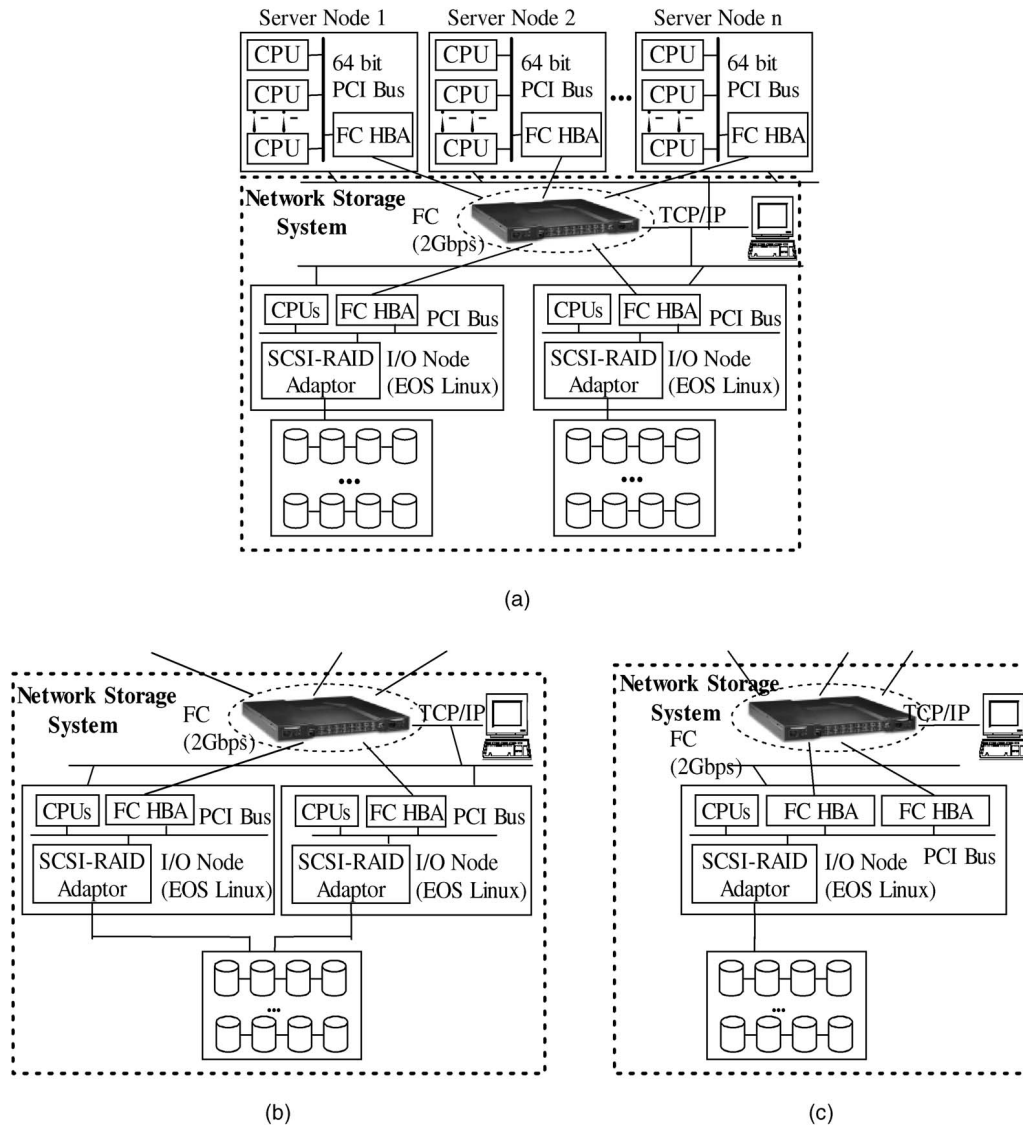 Server Node 1
Server Node 2
Server Node n
CPU
64 bit
PCI Bus
CPU
CPU
FC HBA
CPU
64 bit
PCI Bus
CPU
CPU
FC HBA
•••
CPU
64 bit
PCI Bus
CPU
CPU
FC HBA
Network Storage
System
FC
(2Gbps)
TCP/IP
CPUs
FC HBA
PCI Bus
SCSI-RAID
Adaptor
I/O Node
(EOS Linux)
•••
CPUs
FC HBA
PCI Bus
SCSI-RAID
Adaptor
I/O Node
(EOS Linux)
•••
(a)
Network Storage
System
FC
(2Gbps)
TCP/IP
CPUs
FC HBA
PCI Bus
SCSI-RAID
Adaptor
I/O Node
(EOS Linux)
CPUs
FC HBA
PCI Bus
SCSI-RAID
Adaptor
I/O Node
(EOS Linux)
•••
(b)
Network Storage
System
FC
(2Gbps)
TCP/IP
CPUs
FC HBA
FC HBA
SCSI-RAID
Adaptor
I/O Node
(EOS Linux)
PCI Bus
•••
(c)